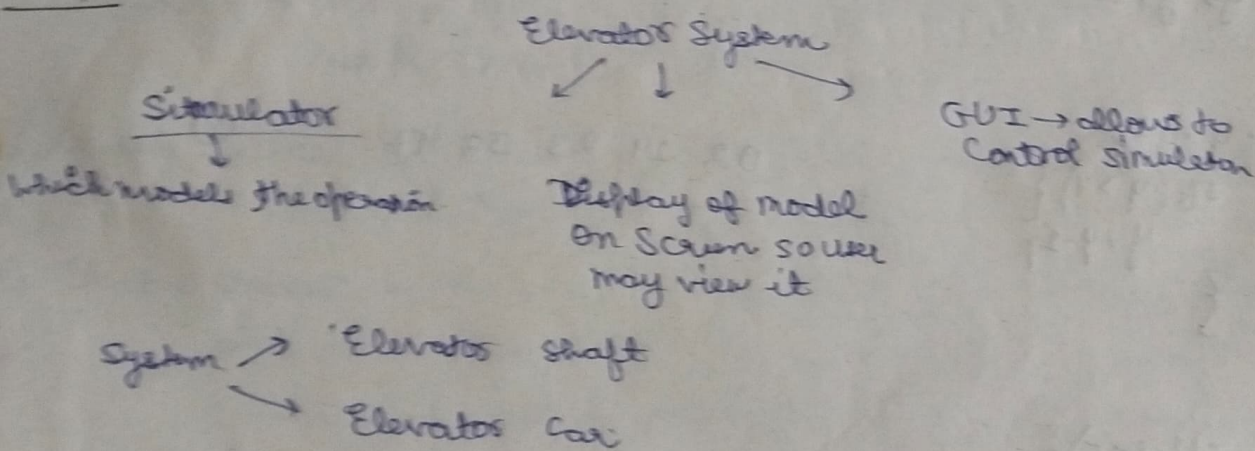 Elevator System
Simulator
which models the operation
Display of model
on Screen so user
may view it
GUI → allows to
Control simulation
System → Elevator shaft
Elevator Car